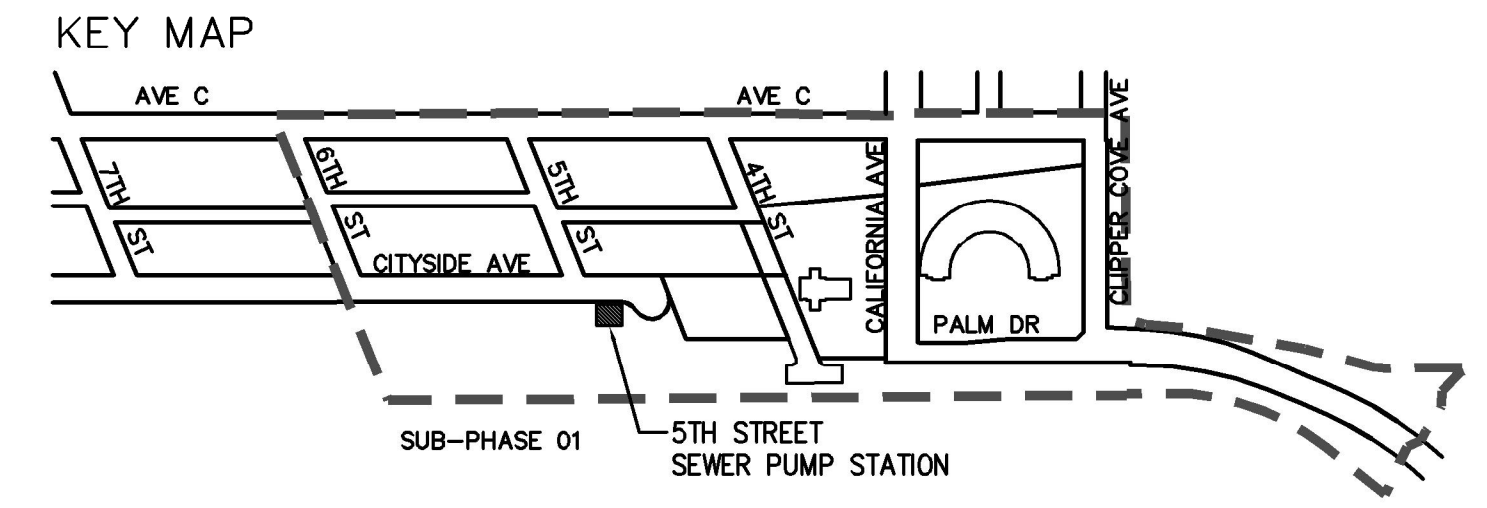 KEY MAP
AVE C
AVE C
7TH
ST
6TH
ST
5TH
ST
4TH
ST
CALIFORNIA AVE
CLIPPER COVE AVE
CITYSIDE AVE
PALM DR
SUB-PHASE 01
5TH STREET
SEWER PUMP STATION